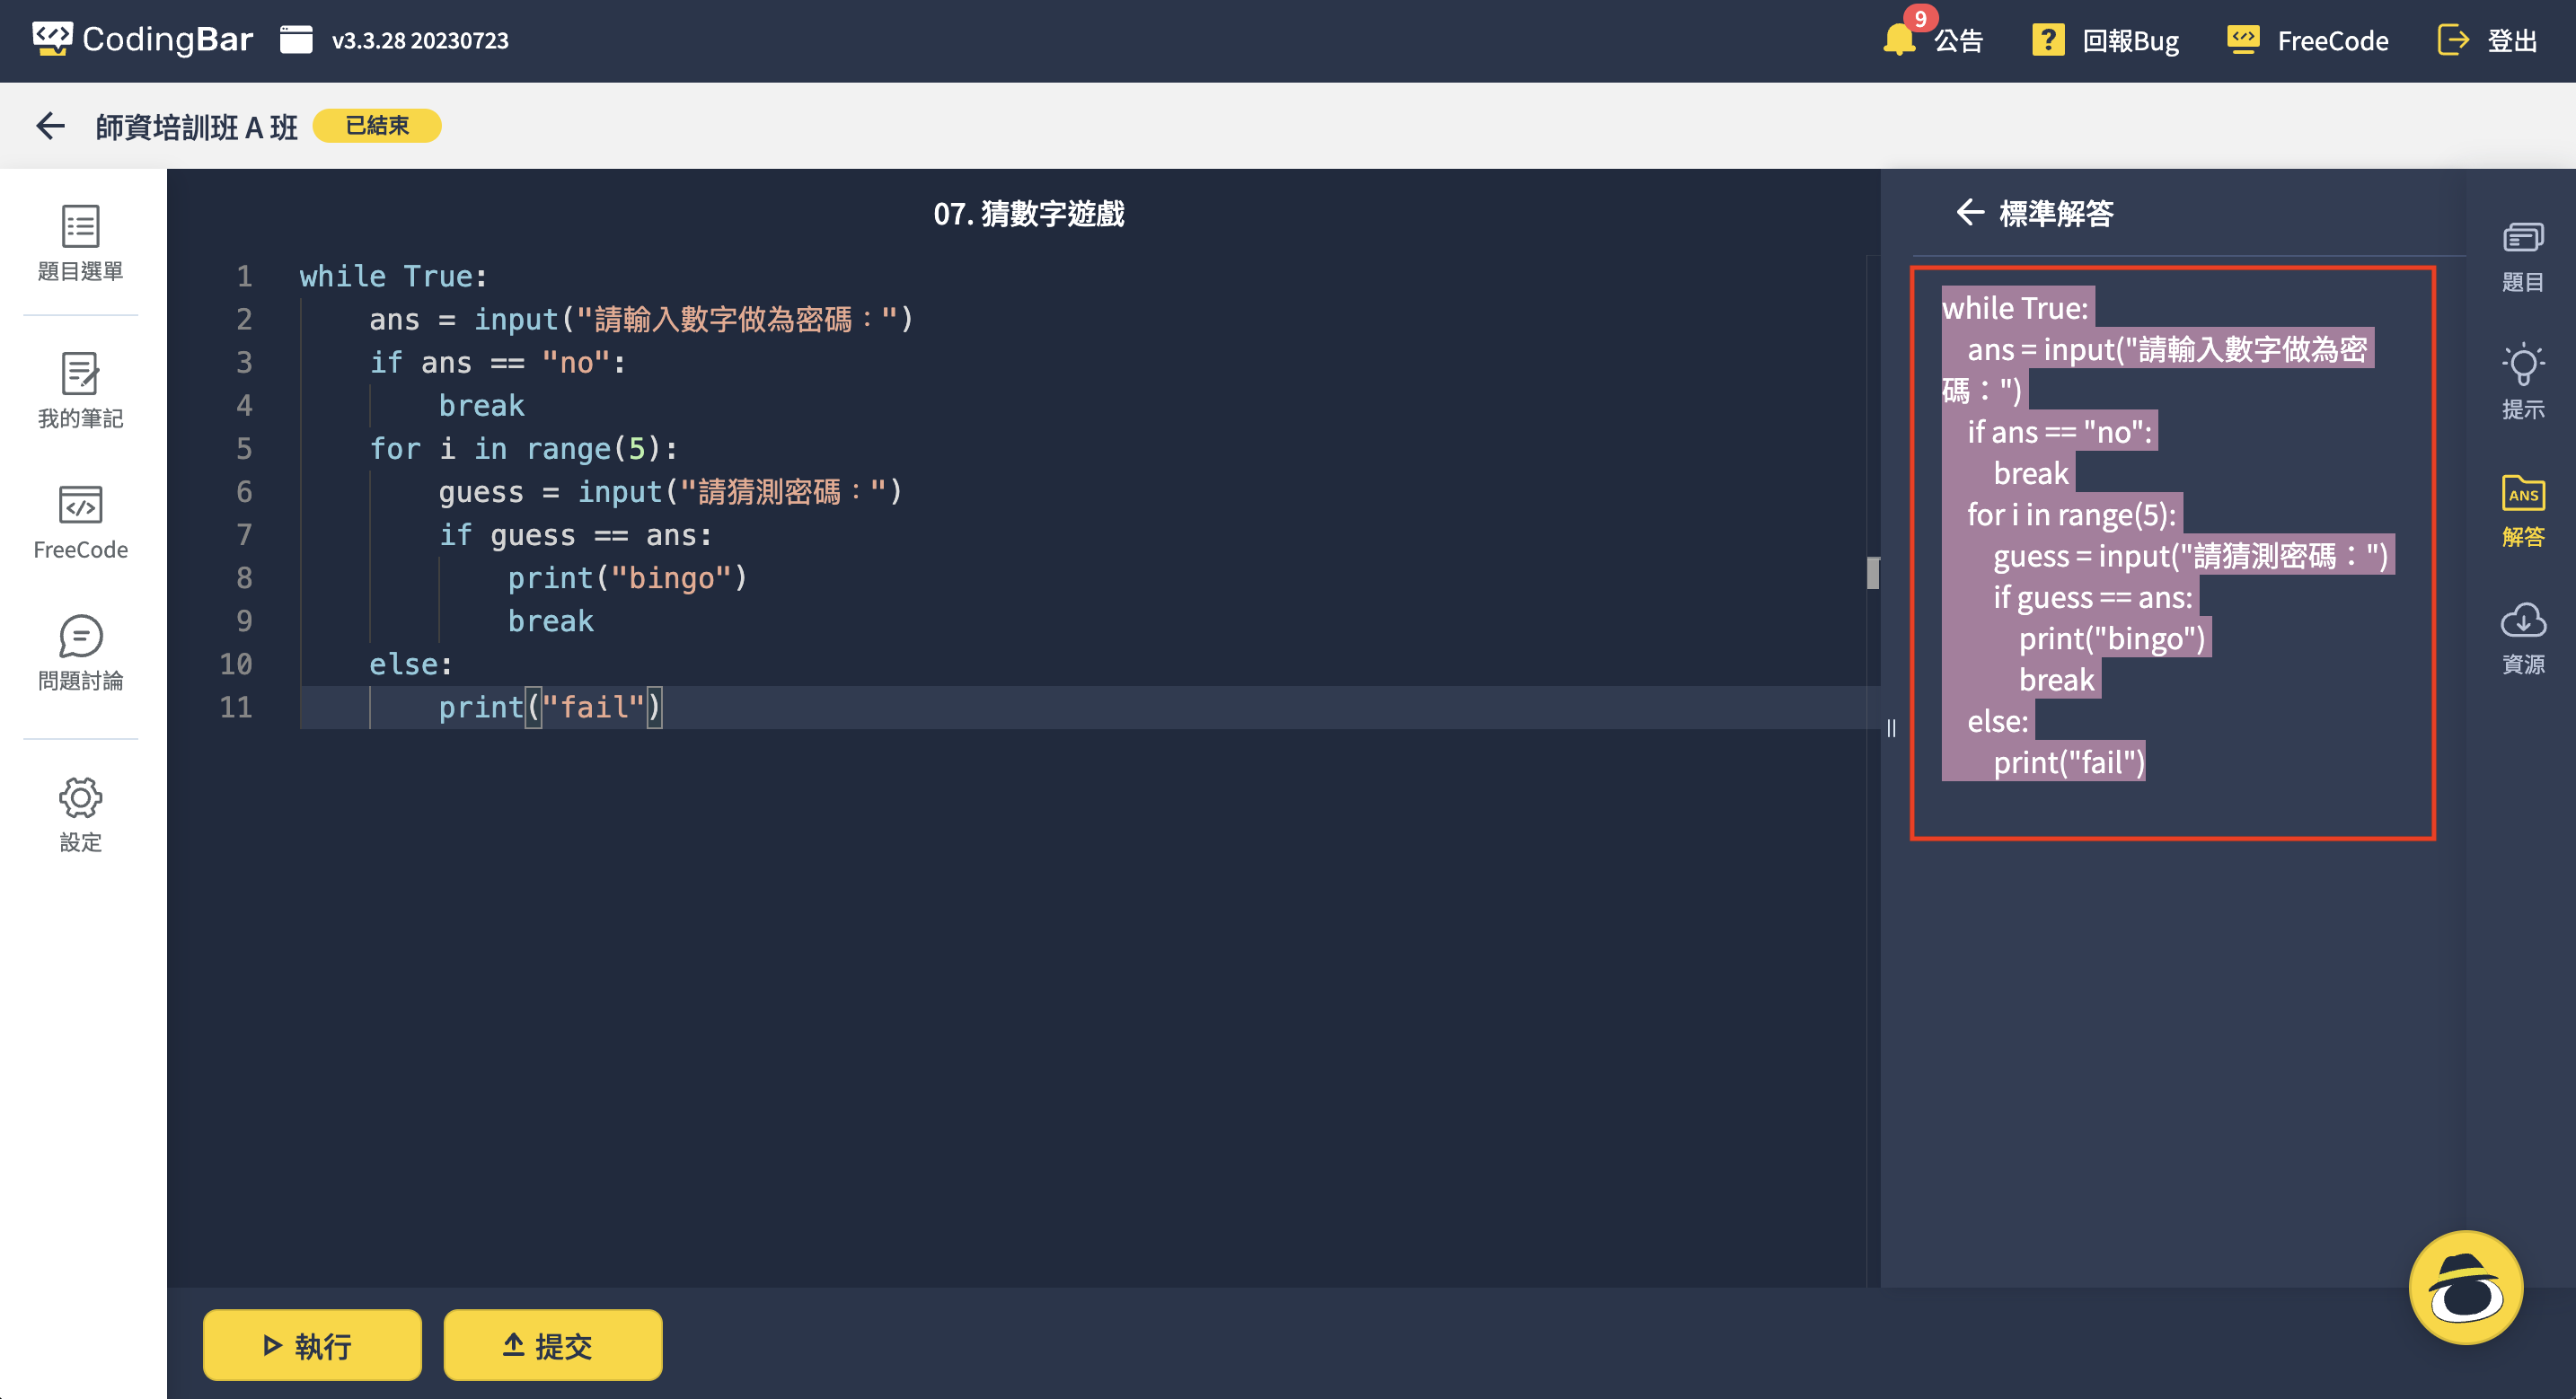 CodingBar v3.3.28 20230723 9 公告 ? 回報Bug FreeCode 登出
師資培訓班 A 班 已結束
題目選單
我的筆記
FreeCode
問題討論
設定
07. 猜數字遊戲
1 while True:
2 ans = input("請輸入數字做為密碼：")
3 if ans == "no":
4 break
5 for i in range(5):
6 guess = input("請猜測密碼：")
7 if guess == ans:
8 print("bingo")
9 break
10 else:
11 print("fail")
執行 提交
標準解答
while True:
ans = input("請輸入數字做為密
碼：")
if ans == "no":
break
for i in range(5):
guess = input("請猜測密碼：")
if guess == ans:
print("bingo")
break
else:
print("fail")
題目
提示
ANS
解答
資源